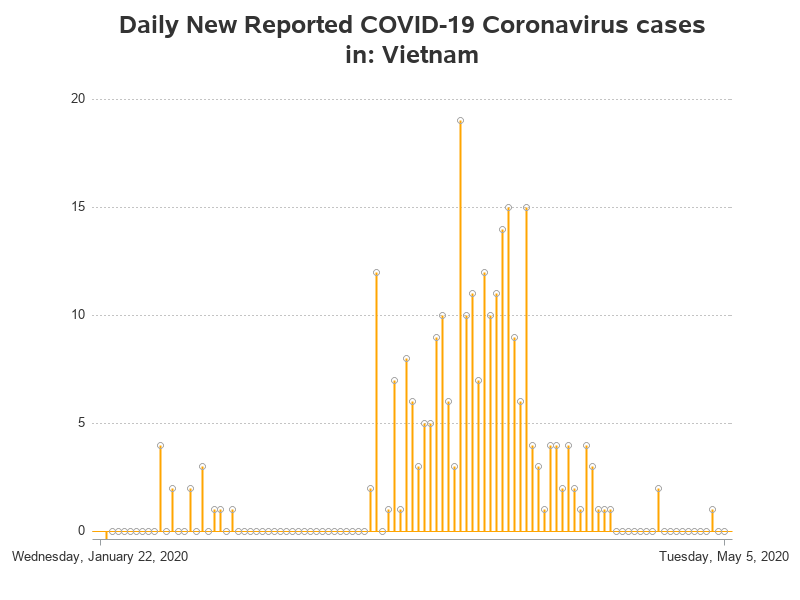 Daily New Reported COVID-19 Coronavirus cases
in: Vietnam
20
15
10
5
0
Wednesday, January 22, 2020
Tuesday, May 5, 2020